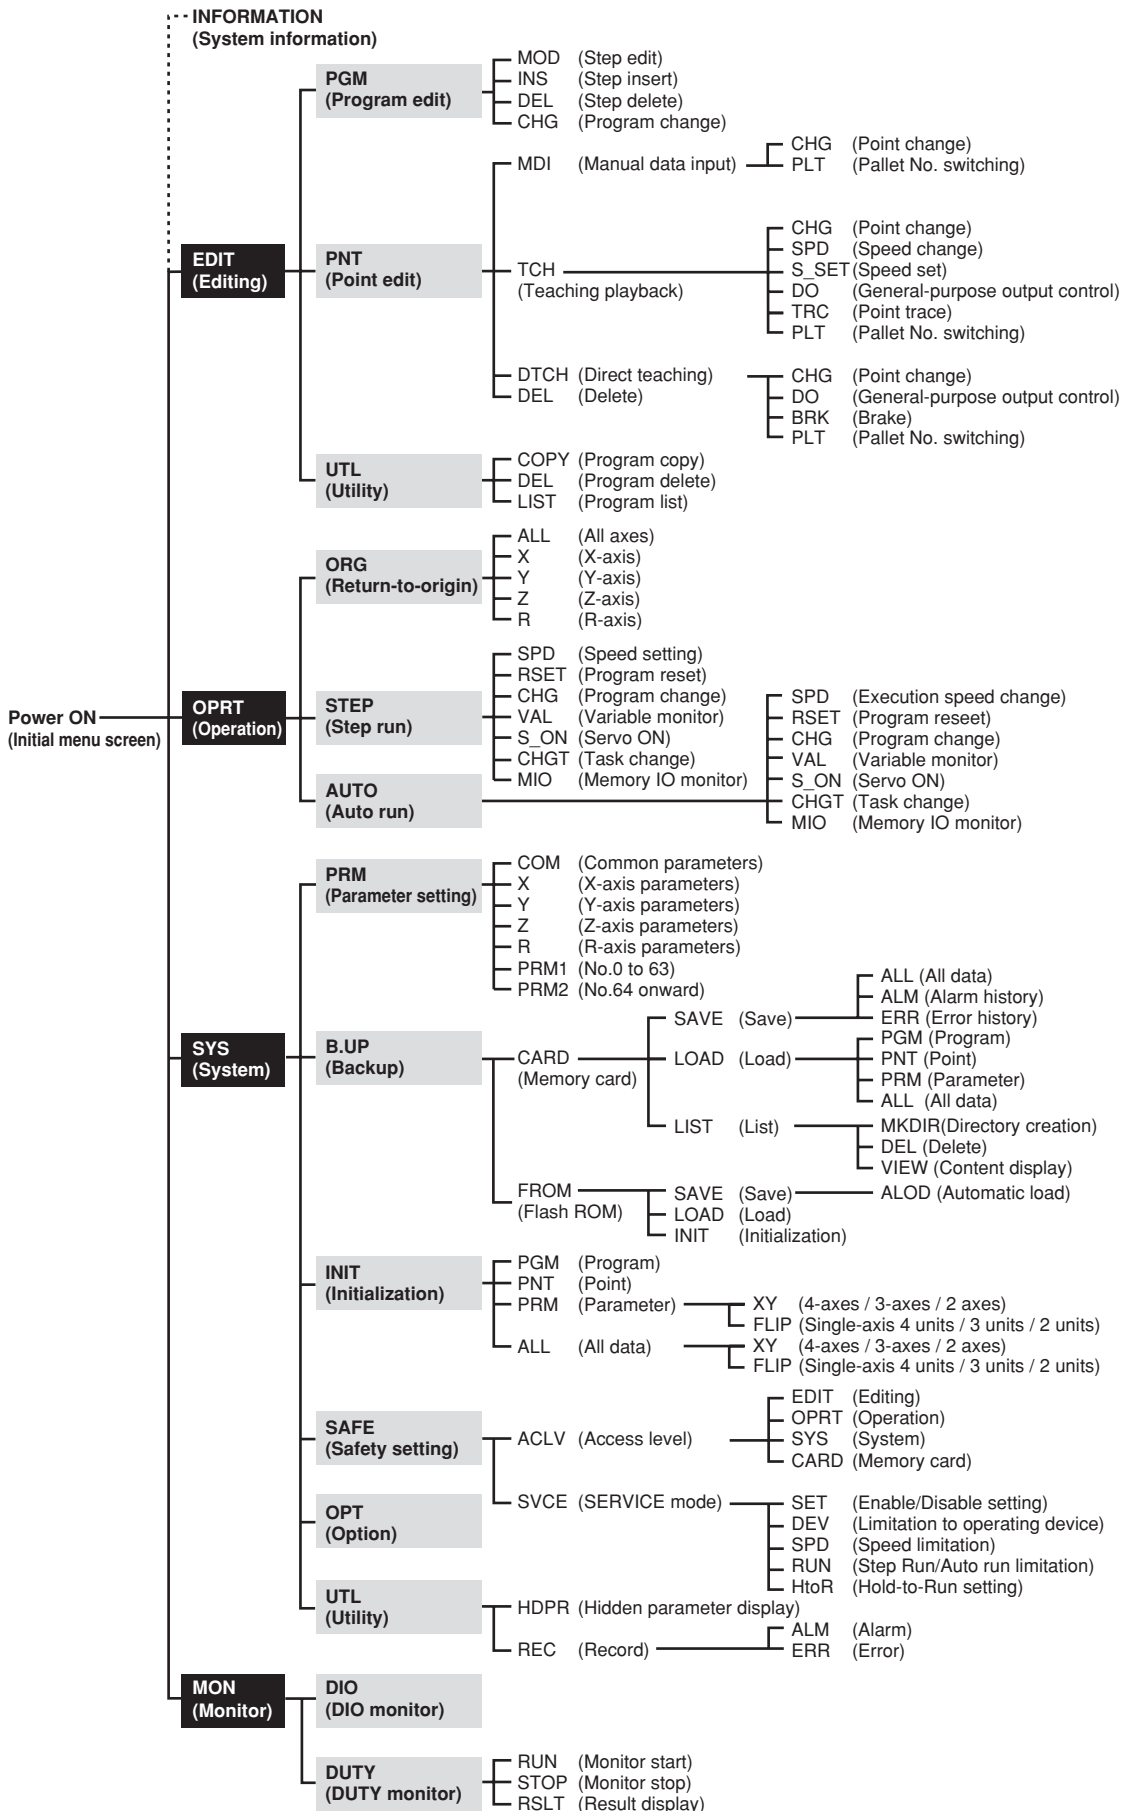 INFORMATION
(System information)
PGM
(Program edit)
MOD (Step edit)
INS (Step insert)
DEL (Step delete)
CHG (Program change)
EDIT
(Editing)
PNT
(Point edit)
MDI (Manual data input)
CHG (Point change)
PLT (Pallet No. switching)
TCH
(Teaching playback)
CHG (Point change)
SPD (Speed change)
S_SET (Speed set)
DO (General-purpose output control)
TRC (Point trace)
PLT (Pallet No. switching)
DTCH (Direct teaching)
DEL (Delete)
CHG (Point change)
DO (General-purpose output control)
BRK (Brake)
PLT (Pallet No. switching)
UTL
(Utility)
COPY (Program copy)
DEL (Program delete)
LIST (Program list)
Power ON
(Initial menu screen)
OPRT
(Operation)
ORG
(Return-to-origin)
ALL (All axes)
X (X-axis)
Y (Y-axis)
Z (Z-axis)
R (R-axis)
STEP
(Step run)
SPD (Speed setting)
RSET (Program reset)
CHG (Program change)
VAL (Variable monitor)
S_ON (Servo ON)
CHGT (Task change)
MIO (Memory IO monitor)
AUTO
(Auto run)
SPD (Execution speed change)
RSET (Program reseet)
CHG (Program change)
VAL (Variable monitor)
S_ON (Servo ON)
CHGT (Task change)
MIO (Memory IO monitor)
SYS
(System)
PRM
(Parameter setting)
COM (Common parameters)
X (X-axis parameters)
Y (Y-axis parameters)
Z (Z-axis parameters)
R (R-axis parameters)
PRM1 (No.0 to 63)
PRM2 (No.64 onward)
B.UP
(Backup)
CARD
(Memory card)
SAVE (Save)
ALL (All data)
ALM (Alarm history)
ERR (Error history)
LOAD (Load)
PGM (Program)
PNT (Point)
PRM (Parameter)
ALL (All data)
LIST (List)
MKDIR(Directory creation)
DEL (Delete)
VIEW (Content display)
FROM
(Flash ROM)
SAVE (Save)
ALOD (Automatic load)
LOAD (Load)
INIT (Initialization)
INIT
(Initialization)
PGM (Program)
PNT (Point)
PRM (Parameter)
XY (4-axes / 3-axes / 2 axes)
FLIP (Single-axis 4 units / 3 units / 2 units)
ALL (All data)
XY (4-axes / 3-axes / 2 axes)
FLIP (Single-axis 4 units / 3 units / 2 units)
SAFE
(Safety setting)
ACLV (Access level)
EDIT (Editing)
OPRT (Operation)
SYS (System)
CARD (Memory card)
SVCE (SERVICE mode)
SET (Enable/Disable setting)
DEV (Limitation to operating device)
SPD (Speed limitation)
RUN (Step Run/Auto run limitation)
HtoR (Hold-to-Run setting)
OPT
(Option)
UTL
(Utility)
HDPR (Hidden parameter display)
REC (Record)
ALM (Alarm)
ERR (Error)
MON
(Monitor)
DIO
(DIO monitor)
DUTY
(DUTY monitor)
RUN (Monitor start)
STOP (Monitor stop)
RSLT (Result display)